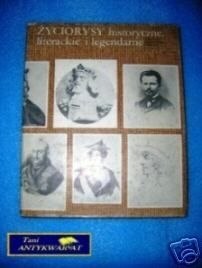 ŻYCIORYSY historyczne,
literackie i legendarne
Tani
ANTYKWARIAT